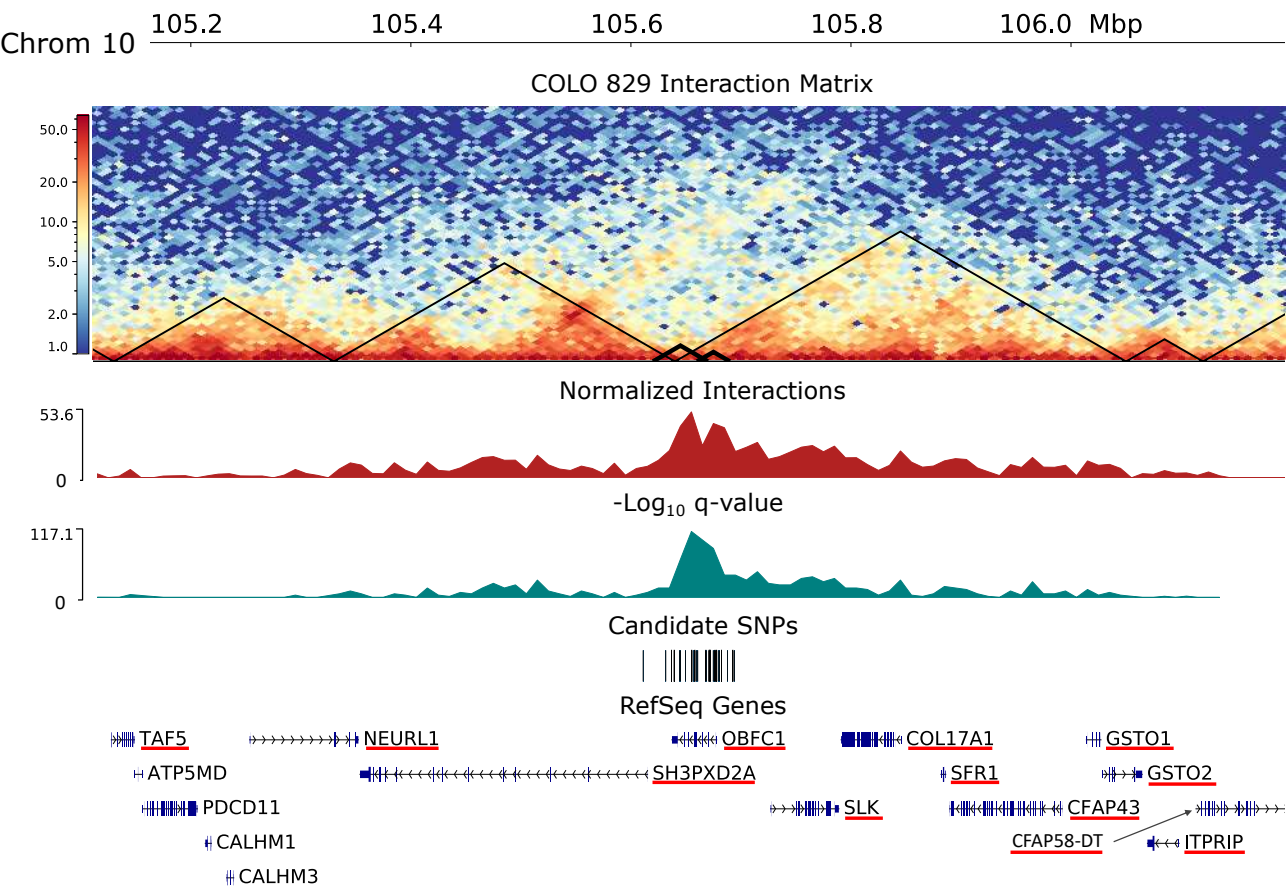 105.2 105.4 105.6 105.8 106.0 Mbp
Chrom 10
COLO 829 Interaction Matrix
50.0
20.0
10.0
5.0
2.0
1.0
Normalized Interactions
53.6
0
-Log10 q-value
117.1
0
Candidate SNPs
RefSeq Genes
TAF5 NEURL1 OBFC1 COL17A1 GSTO1
ATP5MD SH3PXD2A SFR1 GSTO2
PDCD11 SLK CFAP43
CALHM1 CFAP58-DT ITPRIP
CALHM3